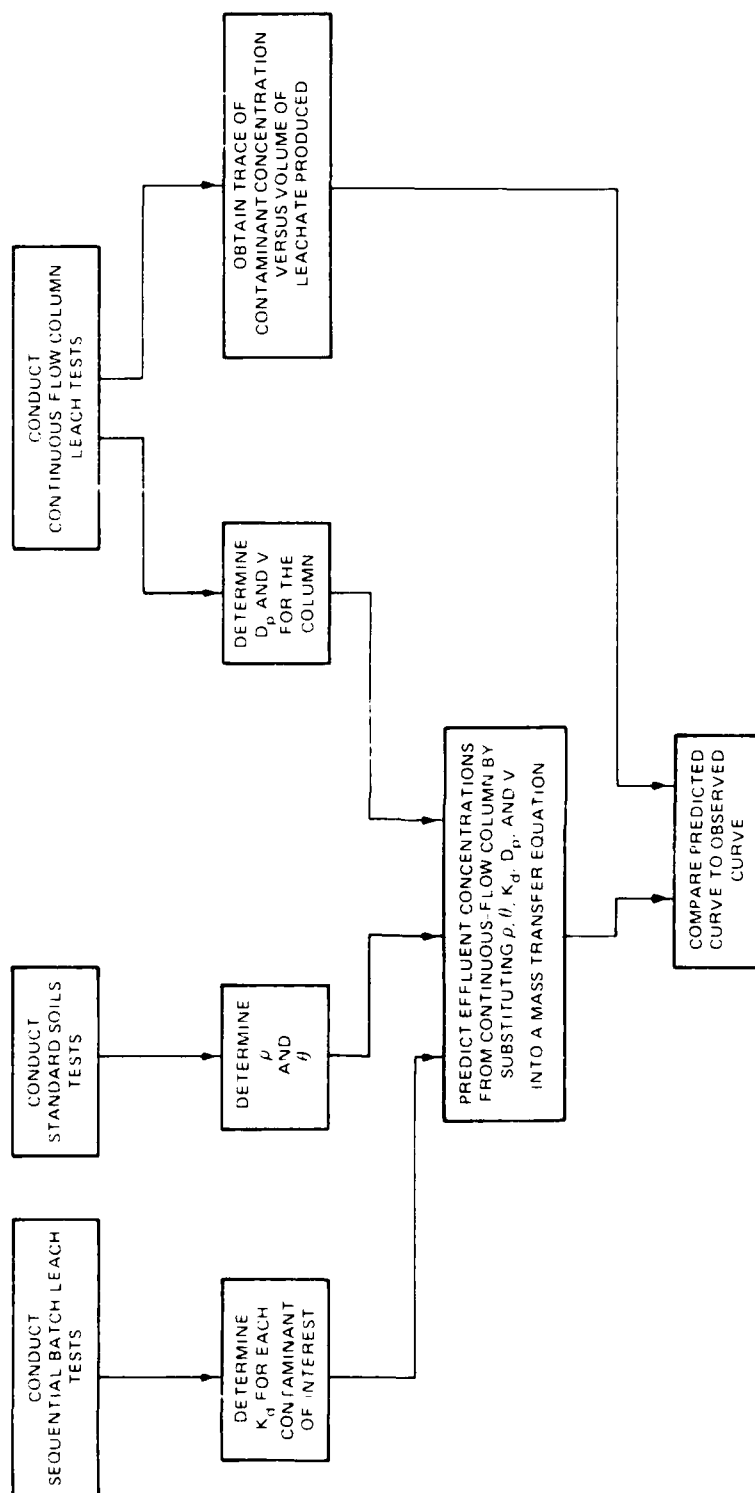 CONDUCT
SEQUENTIAL BATCH LEACH
TESTS
CONDUCT
STANDARD SOILS
TESTS
CONDUCT
CONTINUOUS FLOW COLUMN
LEACH TESTS
DETERMINE
K_d FOR EACH
CONTAMINANT
OF INTEREST
DETERMINE
ρ
AND
θ
DETERMINE
D_p AND V
FOR THE
COLUMN
OBTAIN TRACE OF
CONTAMINANT CONCENTRATION
VERSUS VOLUME OF
LEACHATE PRODUCED
PREDICT EFFLUENT CONCENTRATIONS
FROM CONTINUOUS-FLOW COLUMN BY
SUBSTITUTING ρ, θ, K_d, D_p, AND V
INTO A MASS TRANSFER EQUATION
COMPARE PREDICTED
CURVE TO OBSERVED
CURVE